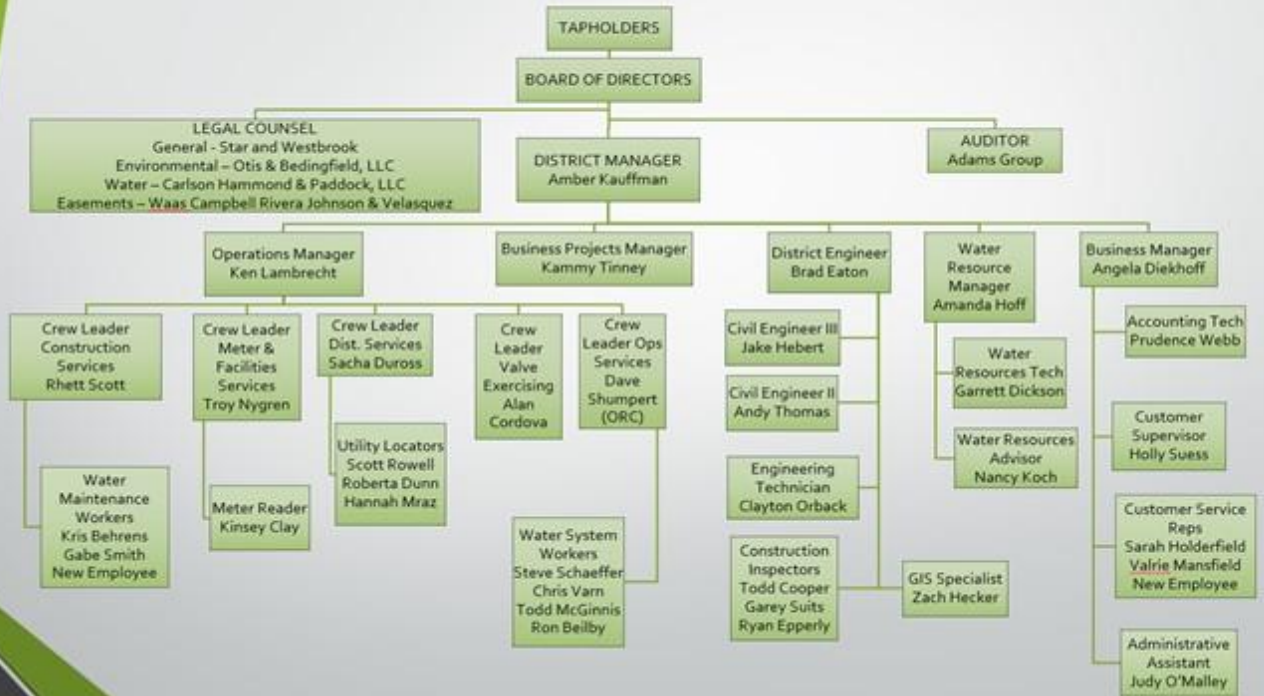 TAPHOLDERS
BOARD OF DIRECTORS
LEGAL COUNSEL
General - Star and Westbrook
Environmental – Otis & Bedingfield, LLC
Water – Carlson Hammond & Paddock, LLC
Easements – Waas Campbell Rivera Johnson & Velasquez
DISTRICT MANAGER
Amber Kauffman
AUDITOR
Adams Group
Operations Manager
Ken Lambrecht
Business Projects Manager
Kammy Tinney
District Engineer
Brad Eaton
Water
Resource
Manager
Amanda Hoff
Business Manager
Angela Diekhoff
Crew Leader
Construction
Services
Rhett Scott
Crew Leader
Meter &
Facilities
Services
Troy Nygren
Crew Leader
Dist. Services
Sacha Duross
Crew
Leader
Valve
Exercising
Alan
Cordova
Crew
Leader Ops
Services
Dave
Shumpert
(ORC)
Water
Maintenance
Workers
Kris Behrens
Gabe Smith
New Employee
Meter Reader
Kinsey Clay
Utility Locators
Scott Rowell
Roberta Dunn
Hannah Mraz
Water System
Workers
Steve Schaeffer
Chris Varn
Todd McGinnis
Ron Beilby
Civil Engineer III
Jake Hebert
Civil Engineer II
Andy Thomas
Engineering
Technician
Clayton Orback
Construction
Inspectors
Todd Cooper
Garey Suits
Ryan Epperly
GIS Specialist
Zach Hecker
Water
Resources Tech
Garrett Dickson
Water Resources
Advisor
Nancy Koch
Accounting Tech
Prudence Webb
Customer
Supervisor
Holly Suess
Customer Service
Reps
Sarah Holderfield
Valrie Mansfield
New Employee
Administrative
Assistant
Judy O'Malley